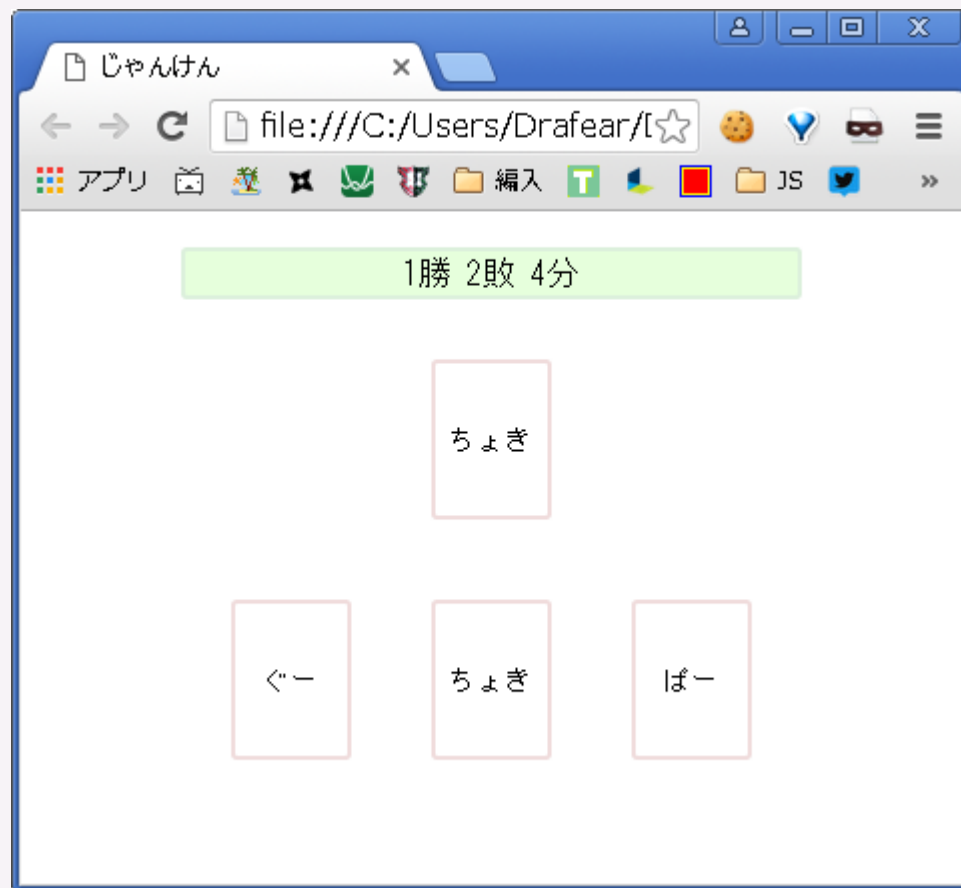 じゃんけん
file:///C:/Users/Drafear/D
アプリ 編入 T JS »
1勝 2敗 4分
ちょき
ぐー ちょき ぱー